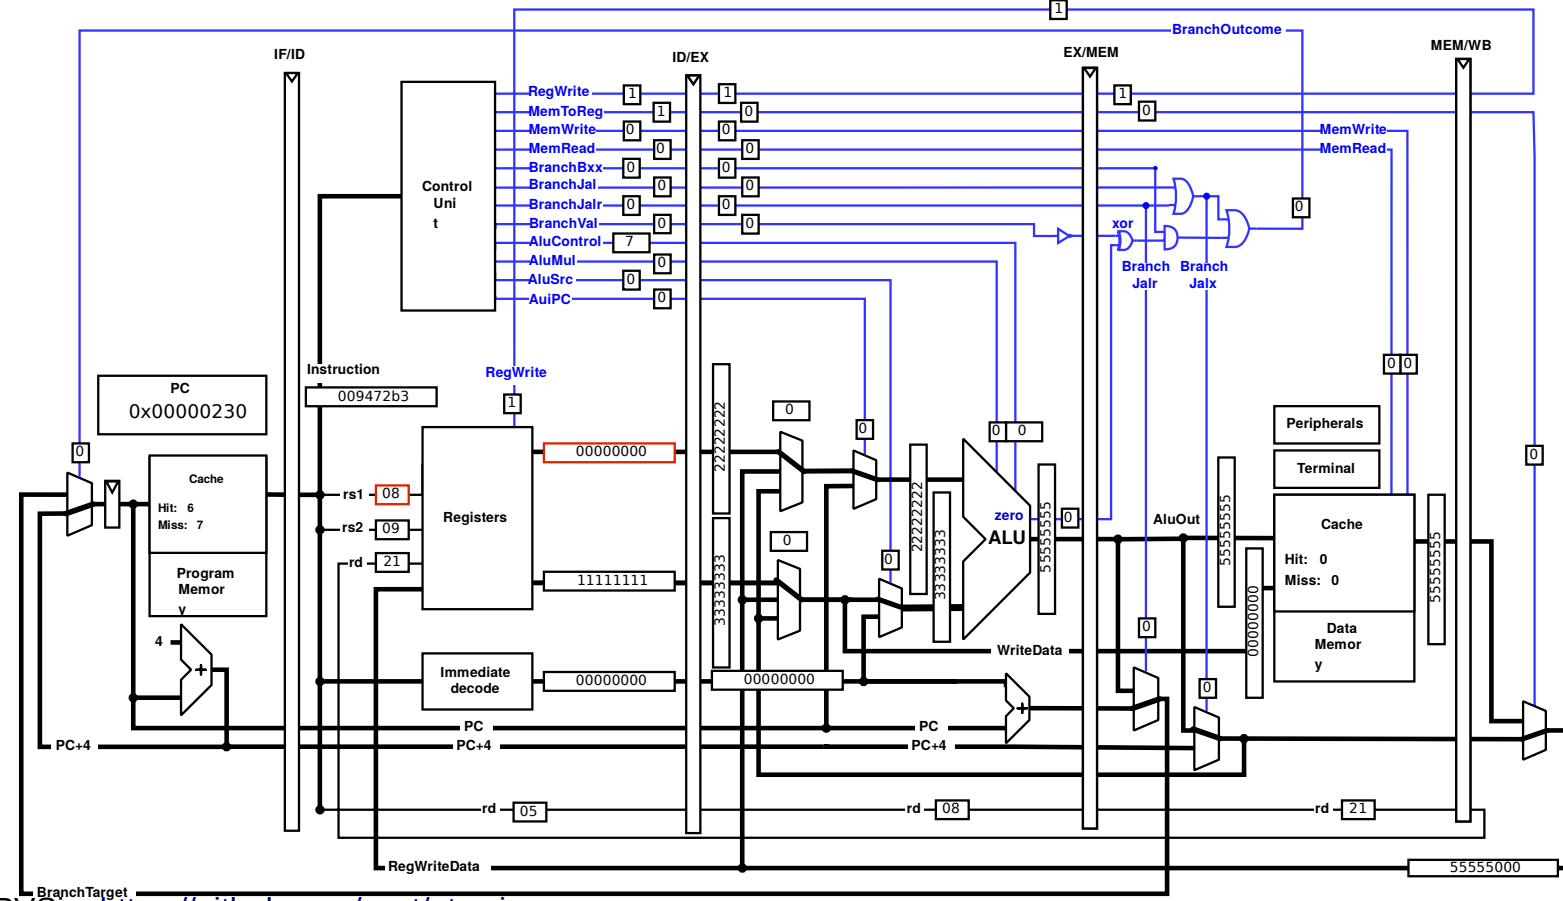 1
BranchOutcome
IF/ID
ID/EX
EX/MEM
MEM/WB
RegWrite 1 1 1
MemToReg 1 0 0
MemWrite 0 0 MemWrite
MemRead 0 0 MemRead
BranchBxx 0 0
BranchJal 0 0
BranchJalr 0 0
BranchVal 0 0
AluControl 7
AluMul 0
AluSrc 0
AuiPC 0
Control
Uni
t
xor
0
Branch
Jalr
Branch
Jalx
Instruction
009472b3
RegWrite
1
PC
0x00000230
0
Cache
Hit: 6
Miss: 7
Program
Memor
y
4
+
rs1 08
rs2 09
rd 21
Registers
00000000
11111111
Immediate
decode
00000000
22222222
33333333
0
0
0
0
00000000
22222222
33333333
0 0
zero
ALU
0
55555555
AluOut
WriteData
+
0
0
55555555
00000000
0 0
Peripherals
Terminal
Cache
Hit: 0
Miss: 0
Data
Memor
y
55555555
0
PC
PC
PC+4
PC+4
PC+4
rd 05
rd 08
rd 21
RegWriteData
55555000
BranchTarget